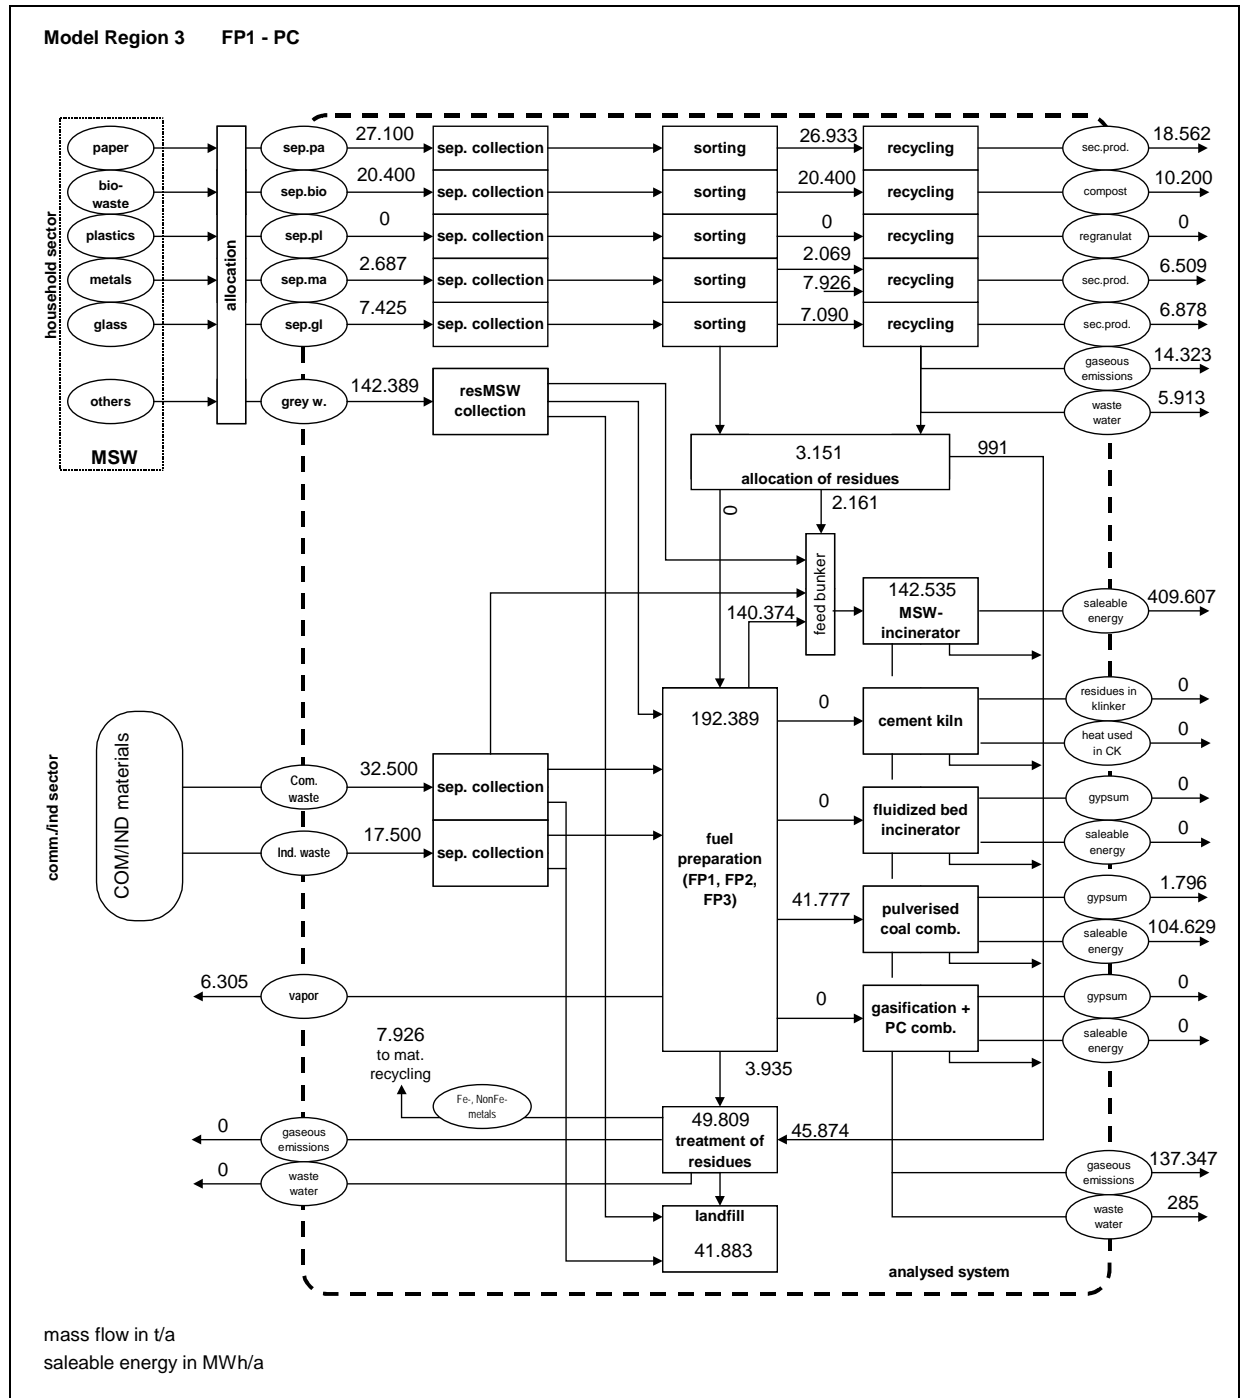 Model Region 3 FP1 - PC
household sector
paper
bio-
waste
plastics
metals
glass
others
MSW
allocation
sep.pa
27.100
sep. collection
sorting
26.933
recycling
sec.prod.
18.562
sep.bio
20.400
sep. collection
sorting
20.400
recycling
compost
10.200
sep.pl
0
sep. collection
sorting
0
recycling
regranulat
0
sep.ma
2.687
sep. collection
sorting
2.069
7.926
recycling
sec.prod.
6.509
sep.gl
7.425
sep. collection
sorting
7.090
recycling
sec.prod.
6.878
gaseous
emissions
14.323
waste
water
5.913
grey w.
142.389
resMSW
collection
3.151
allocation of residues
991
0
2.161
feed bunker
140.374
142.535
MSW-
incinerator
saleable
energy
409.607
comm./ind sector
COM/IND materials
Com.
waste
32.500
sep. collection
Ind. waste
17.500
sep. collection
192.389
fuel
preparation
(FP1, FP2,
FP3)
0
cement kiln
residues in
klinker
0
heat used
in CK
0
0
fluidized bed
incinerator
gypsum
0
saleable
energy
0
41.777
pulverised
coal comb.
gypsum
1.796
saleable
energy
104.629
0
gasification +
PC comb.
gypsum
0
saleable
energy
0
6.305
vapor
7.926
to mat.
recycling
Fe-, NonFe-
metals
3.935
49.809
treatment of
residues
45.874
0
gaseous
emissions
0
waste
water
landfill
41.883
gaseous
emissions
137.347
waste
water
285
analysed system
mass flow in t/a
saleable energy in MWh/a